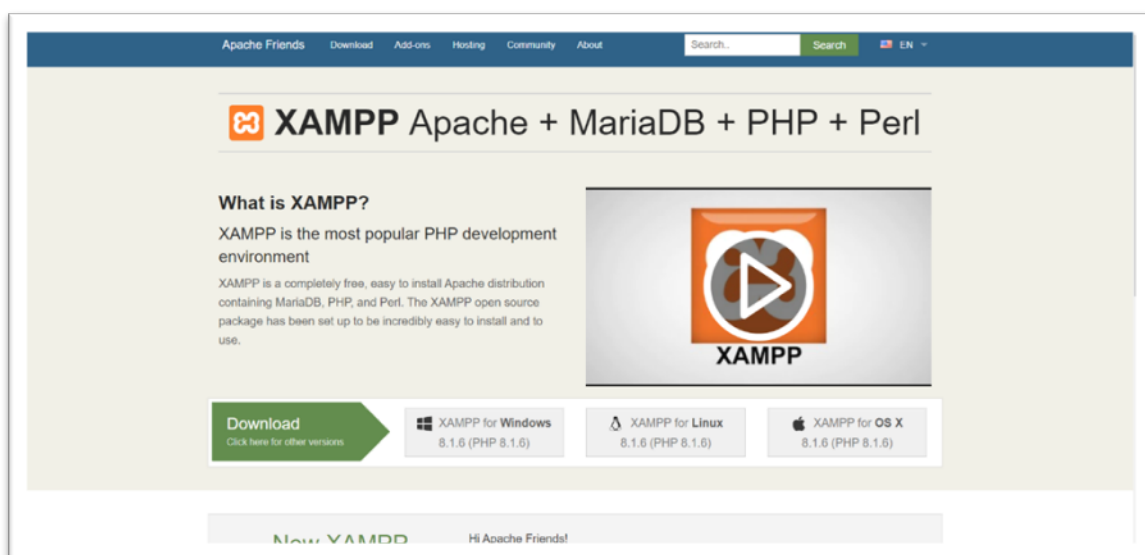 Apache Friends Download Add-ons Hosting Community About Search.. Search EN
XAMPP Apache + MariaDB + PHP + Perl
What is XAMPP?
XAMPP is the most popular PHP development
environment
XAMPP is a completely free, easy to install Apache distribution
containing MariaDB, PHP, and Perl. The XAMPP open source
package has been set up to be incredibly easy to install and to
use.
XAMPP
Download
Click here for other versions
XAMPP for Windows
8.1.6 (PHP 8.1.6)
XAMPP for Linux
8.1.6 (PHP 8.1.6)
XAMPP for OS X
8.1.6 (PHP 8.1.6)
New XAMPP
Hi Apache Friends!